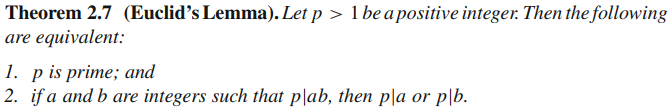 Theorem 2.7 (Euclid's Lemma). Let p > 1 be a positive integer. Then the following
are equivalent:
1. p is prime; and
2. if a and b are integers such that p|ab, then p|a or p|b.